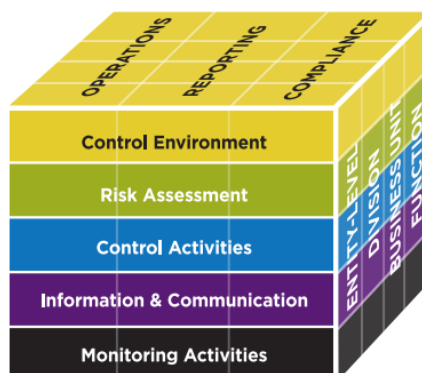 OPERATIONS
REPORTING
COMPLIANCE
Control Environment
Risk Assessment
Control Activities
Information & Communication
Monitoring Activities
ENTITY-LEVEL
DIVISION
BUSINESS UNIT
FUNCTION